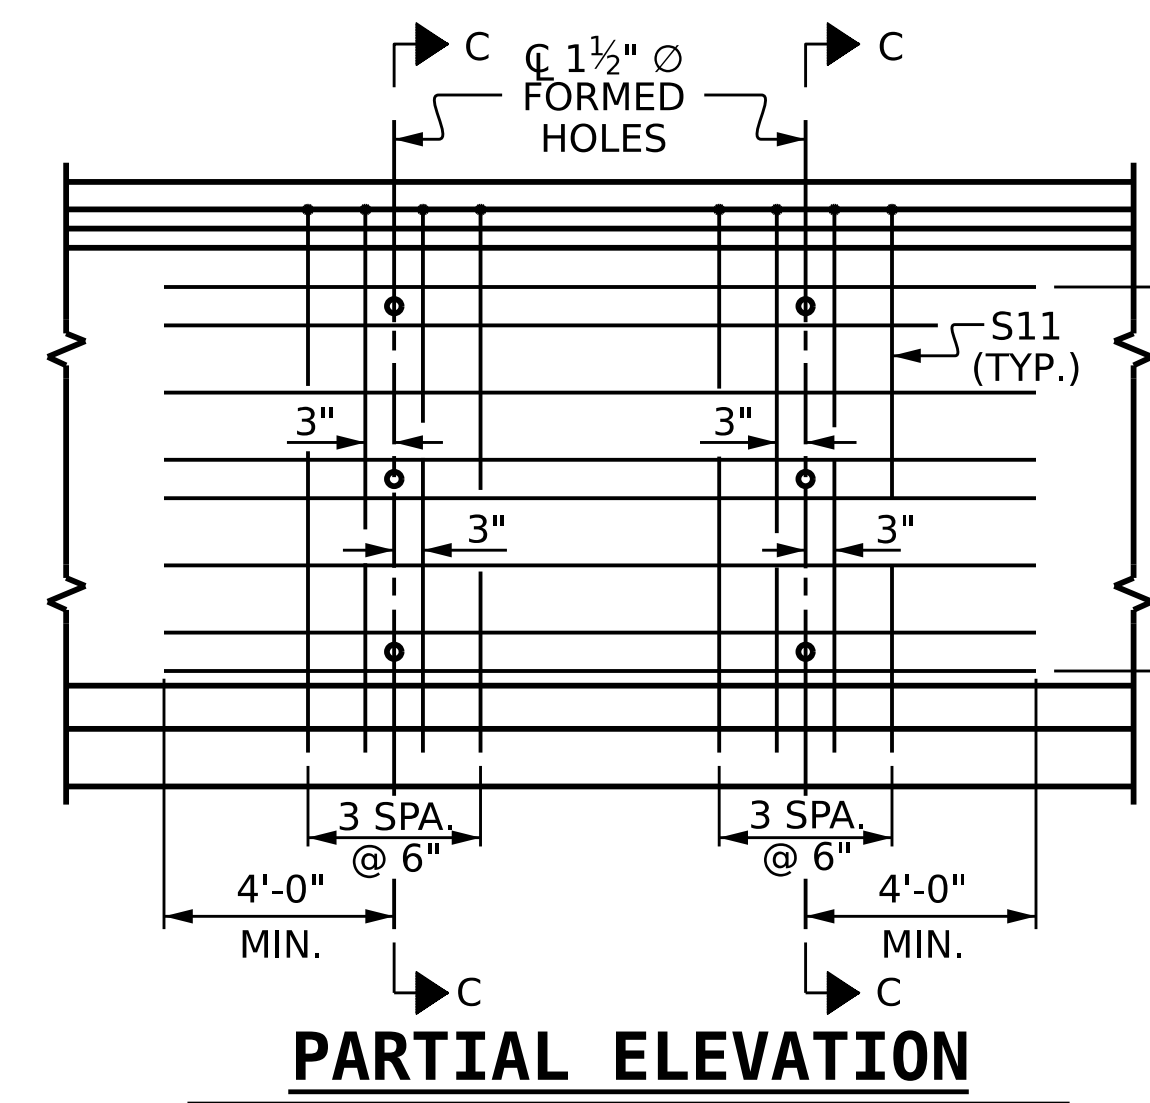 C
C
℄ 1½" ∅
FORMED
HOLES
S11
(TYP.)
3"
3"
3"
3"
3 SPA.
@ 6"
3 SPA.
@ 6"
4'-0"
MIN.
4'-0"
MIN.
C
C
PARTIAL ELEVATION